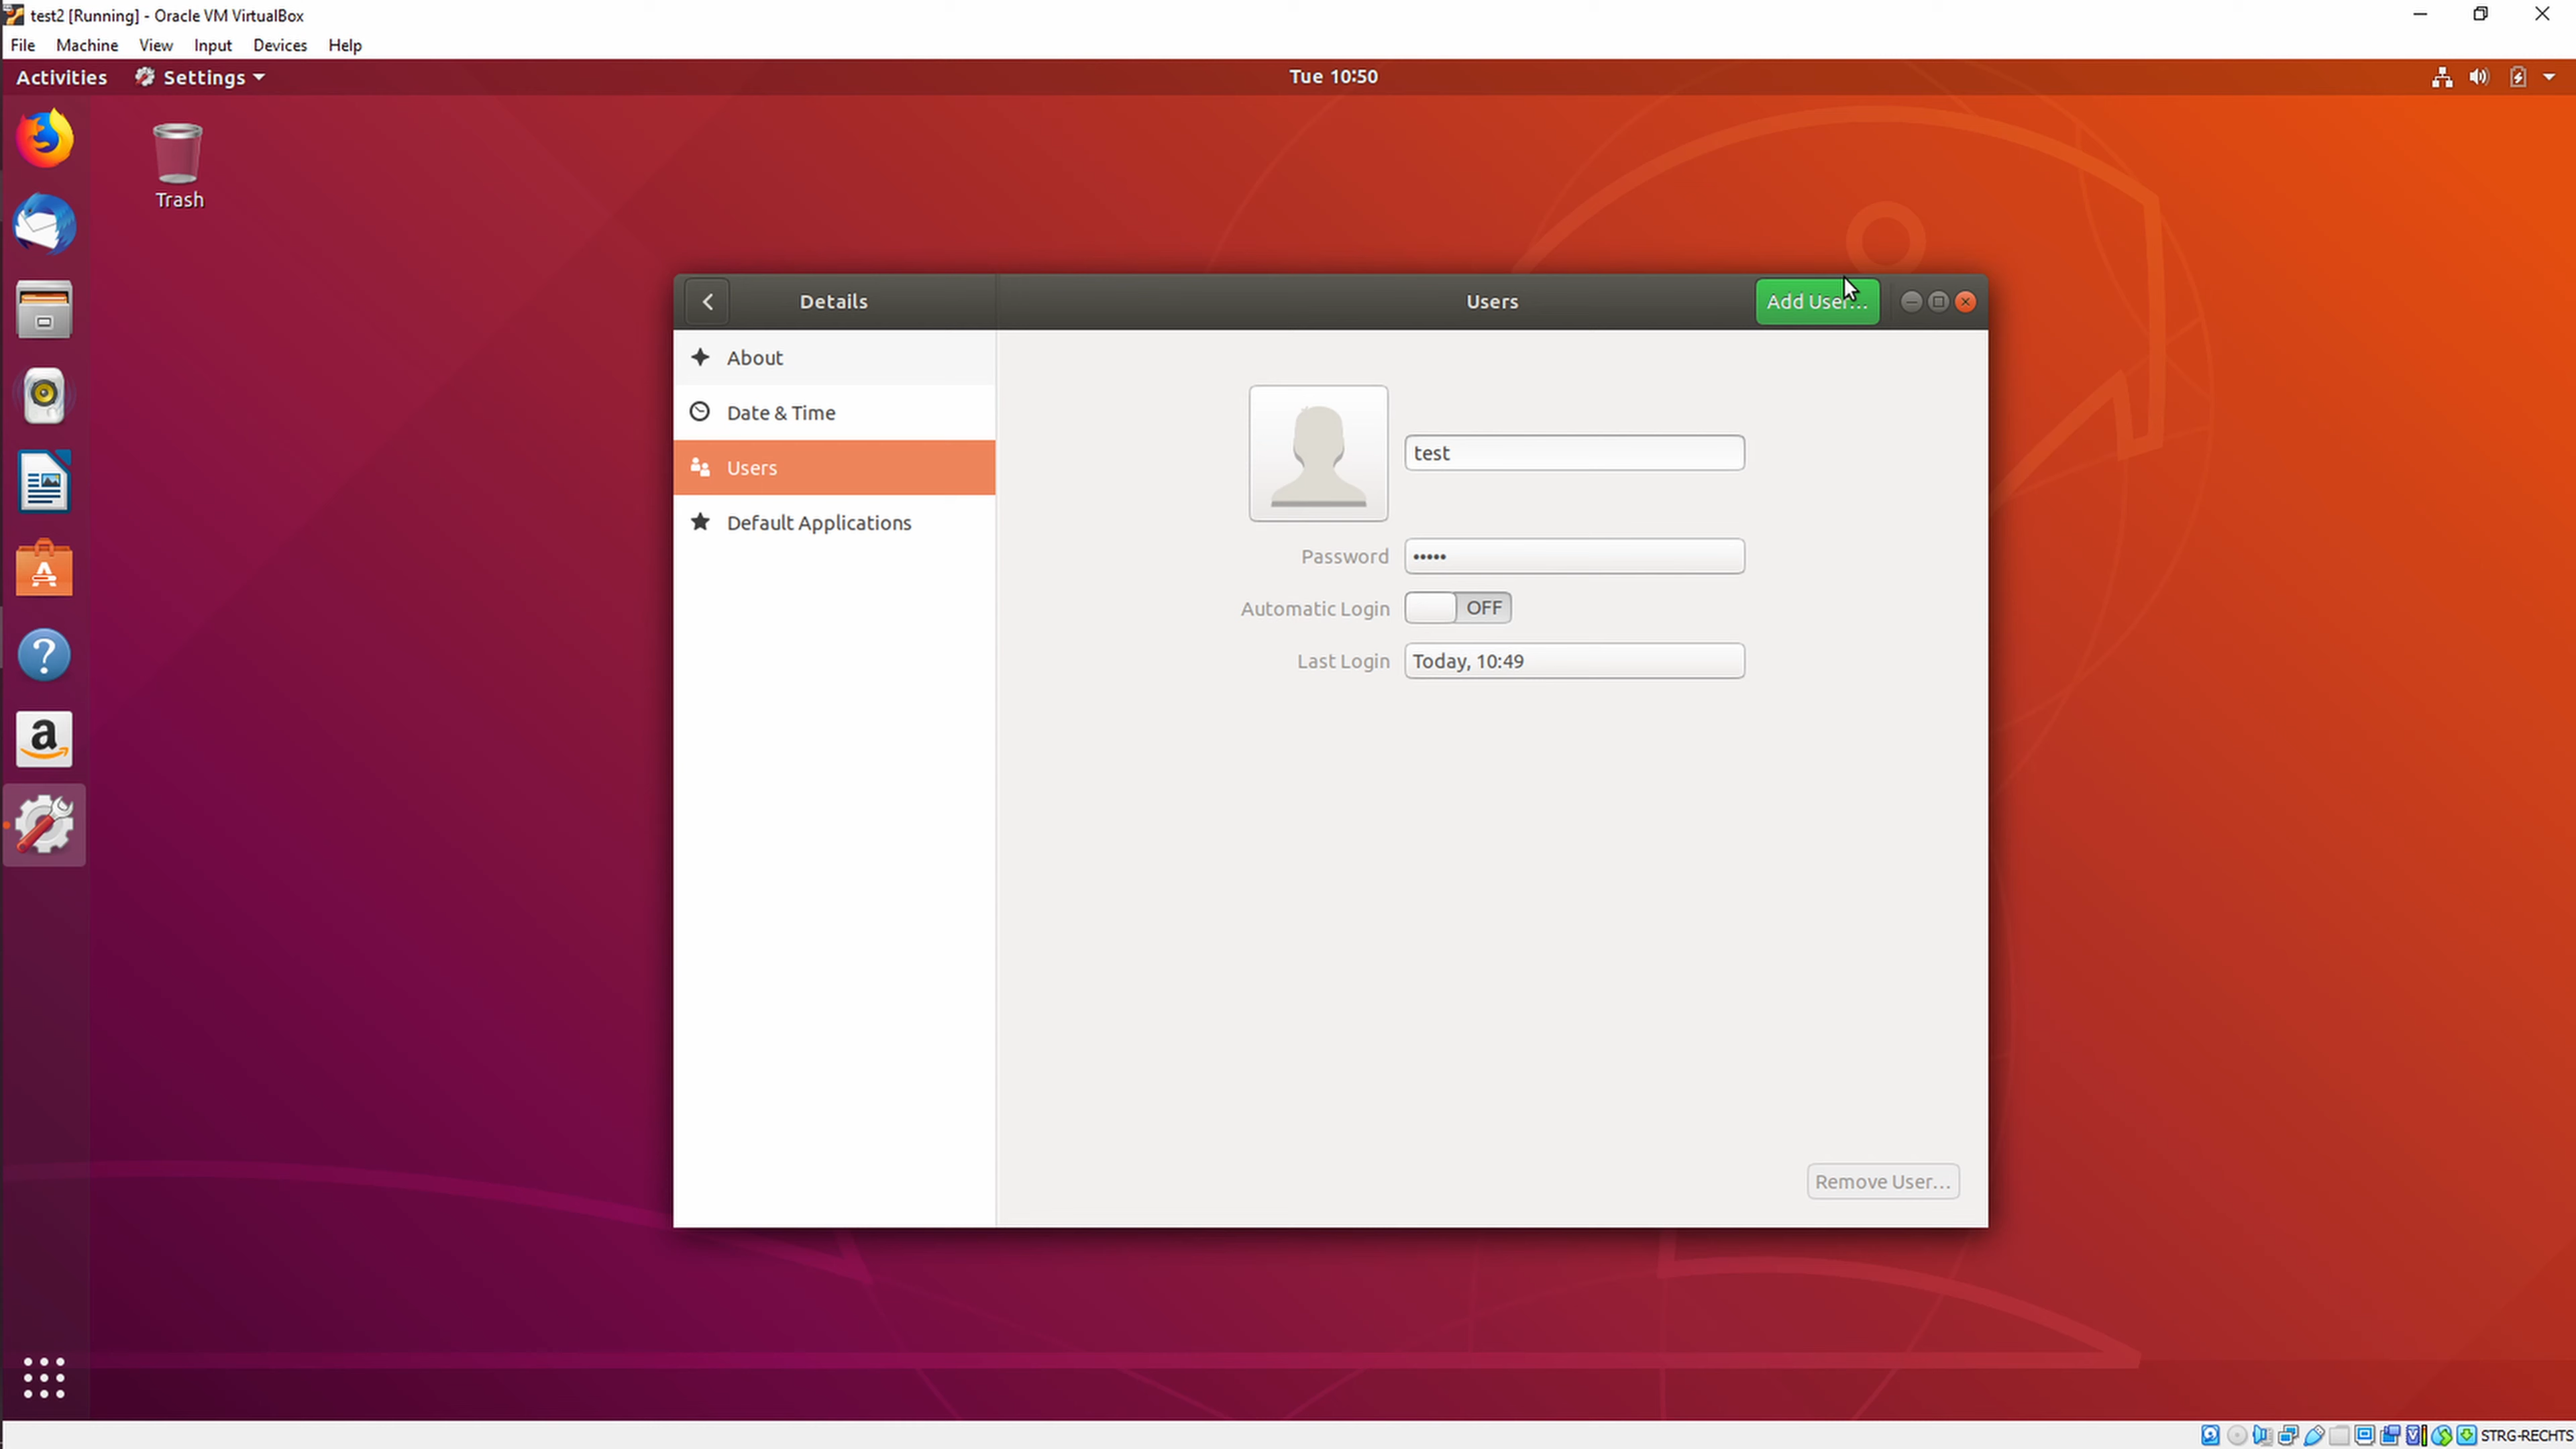 test2 [Running] - Oracle VM VirtualBox
File Machine View Input Devices Help
Activities Settings Tue 10:50
Trash
Details Users Add User...
About
Date & Time
Users
Default Applications
test
Password •••••
Automatic Login OFF
Last Login Today, 10:49
Remove User...
STRG-RECHTS